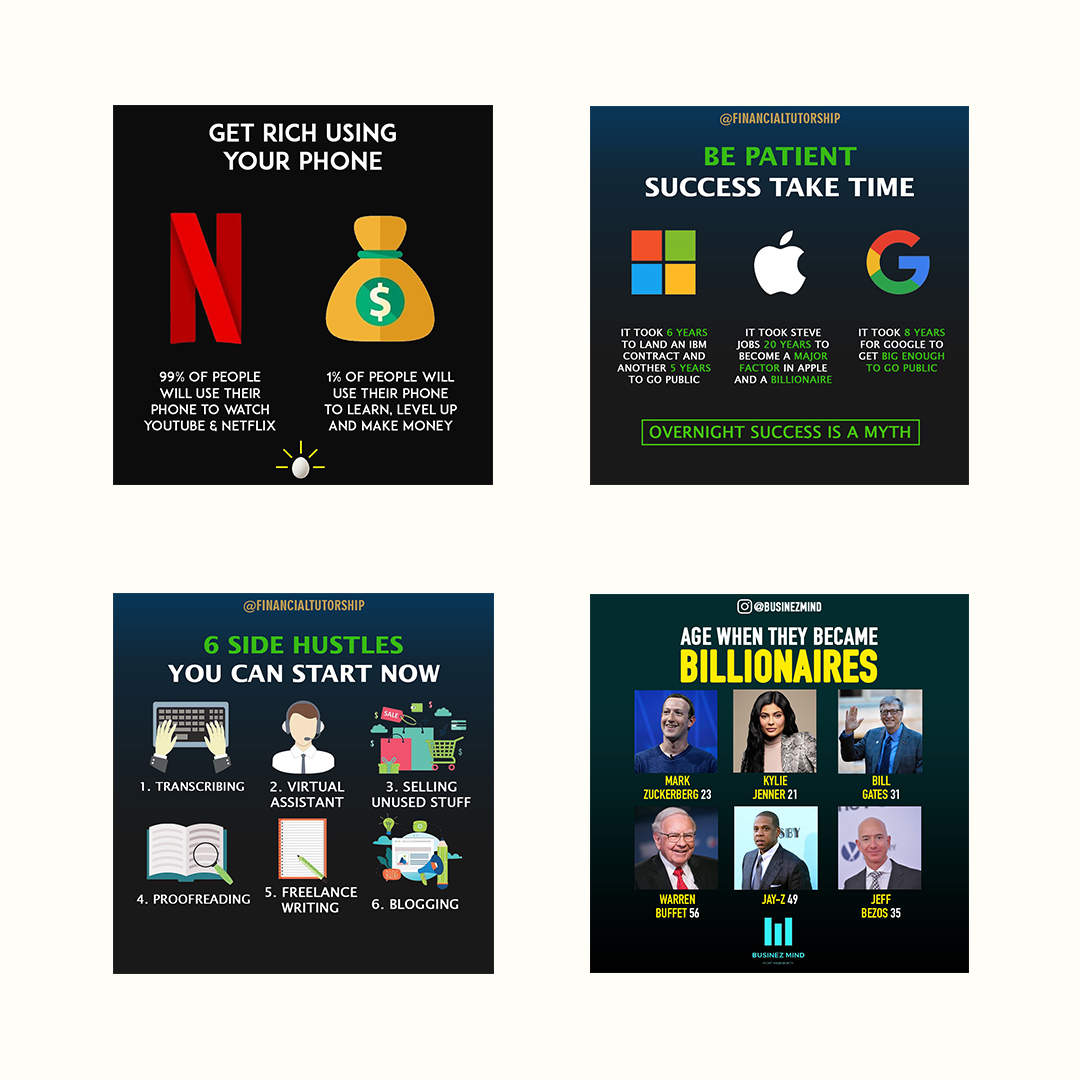 GET RICH USING
YOUR PHONE
99% OF PEOPLE
WILL USE THEIR
PHONE TO WATCH
YOUTUBE & NETFLIX
1% OF PEOPLE WILL
USE THEIR PHONE
TO LEARN, LEVEL UP
AND MAKE MONEY
@FINANCIALTUTORSHIP
BE PATIENT
SUCCESS TAKE TIME
IT TOOK 6 YEARS
TO LAND AN IBM
CONTRACT AND
ANOTHER 5 YEARS
TO GO PUBLIC
IT TOOK STEVE
JOBS 20 YEARS TO
BECOME A MAJOR
FACTOR IN APPLE
AND A BILLIONAIRE
IT TOOK 8 YEARS
FOR GOOGLE TO
GET BIG ENOUGH
TO GO PUBLIC
OVERNIGHT SUCCESS IS A MYTH
@FINANCIALTUTORSHIP
6 SIDE HUSTLES
YOU CAN START NOW
SALE
1. TRANSCRIBING
2. VIRTUAL
ASSISTANT
3. SELLING
UNUSED STUFF
4. PROOFREADING
5. FREELANCE
WRITING
6. BLOGGING
@BUSINEZMIND
AGE WHEN THEY BECAME
BILLIONAIRES
MARK
ZUCKERBERG 23
KYLIE
JENNER 21
BILL
GATES 31
WARREN
BUFFET 56
JAY-Z 49
JEFF
BEZOS 35
BUSINEZ MIND